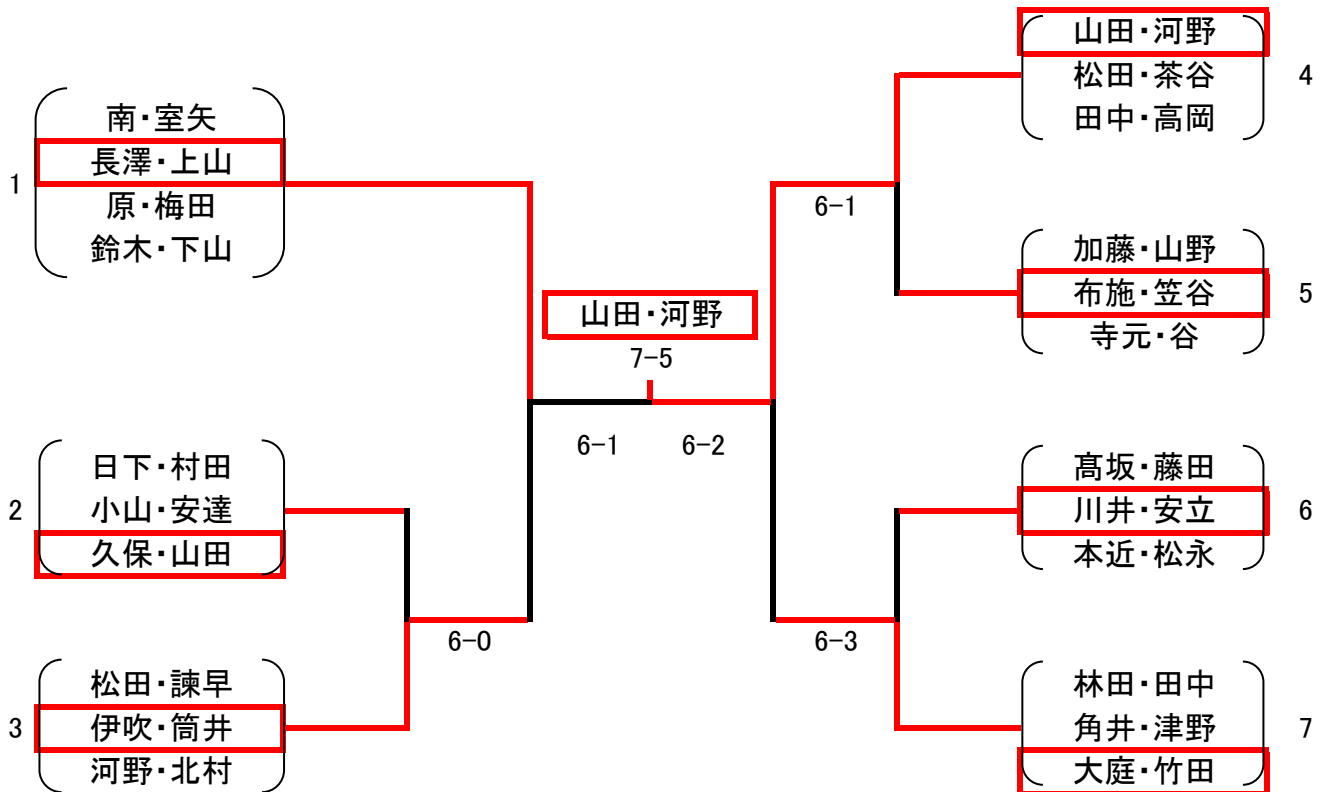 1
南・室矢
長澤・上山
原・梅田
鈴木・下山
2
日下・村田
小山・安達
久保・山田
3
松田・諫早
伊吹・筒井
河野・北村
6-0
山田・河野
7-5
6-1
6-2
6-1
6-3
山田・河野
松田・茶谷
田中・高岡
4
加藤・山野
布施・笠谷
寺元・谷
5
髙坂・藤田
川井・安立
本近・松永
6
林田・田中
角井・津野
大庭・竹田
7